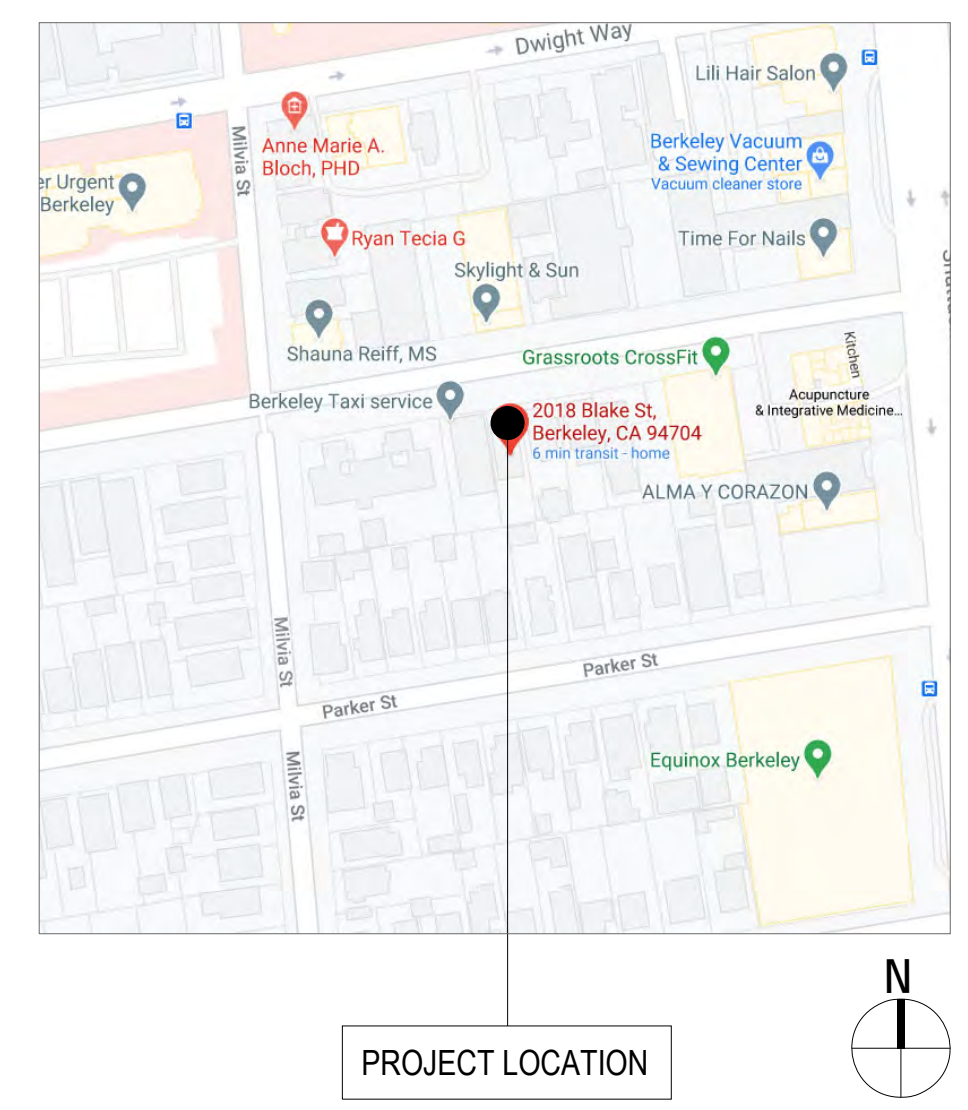 Dwight Way
Lili Hair Salon
Milvia St
Anne Marie A.
Bloch, PHD
Berkeley Vacuum
& Sewing Center
Vacuum cleaner store
er Urgent
Berkeley
Ryan Tecia G
Time For Nails
Skylight & Sun
Shauna Reiff, MS
Grassroots CrossFit
Kitchen
Berkeley Taxi service
Acupuncture
& Integrative Medicine...
2018 Blake St,
Berkeley, CA 94704
6 min transit - home
ALMA Y CORAZON
Milvia St
Parker St
Parker St
Milvia St
Equinox Berkeley
N
PROJECT LOCATION